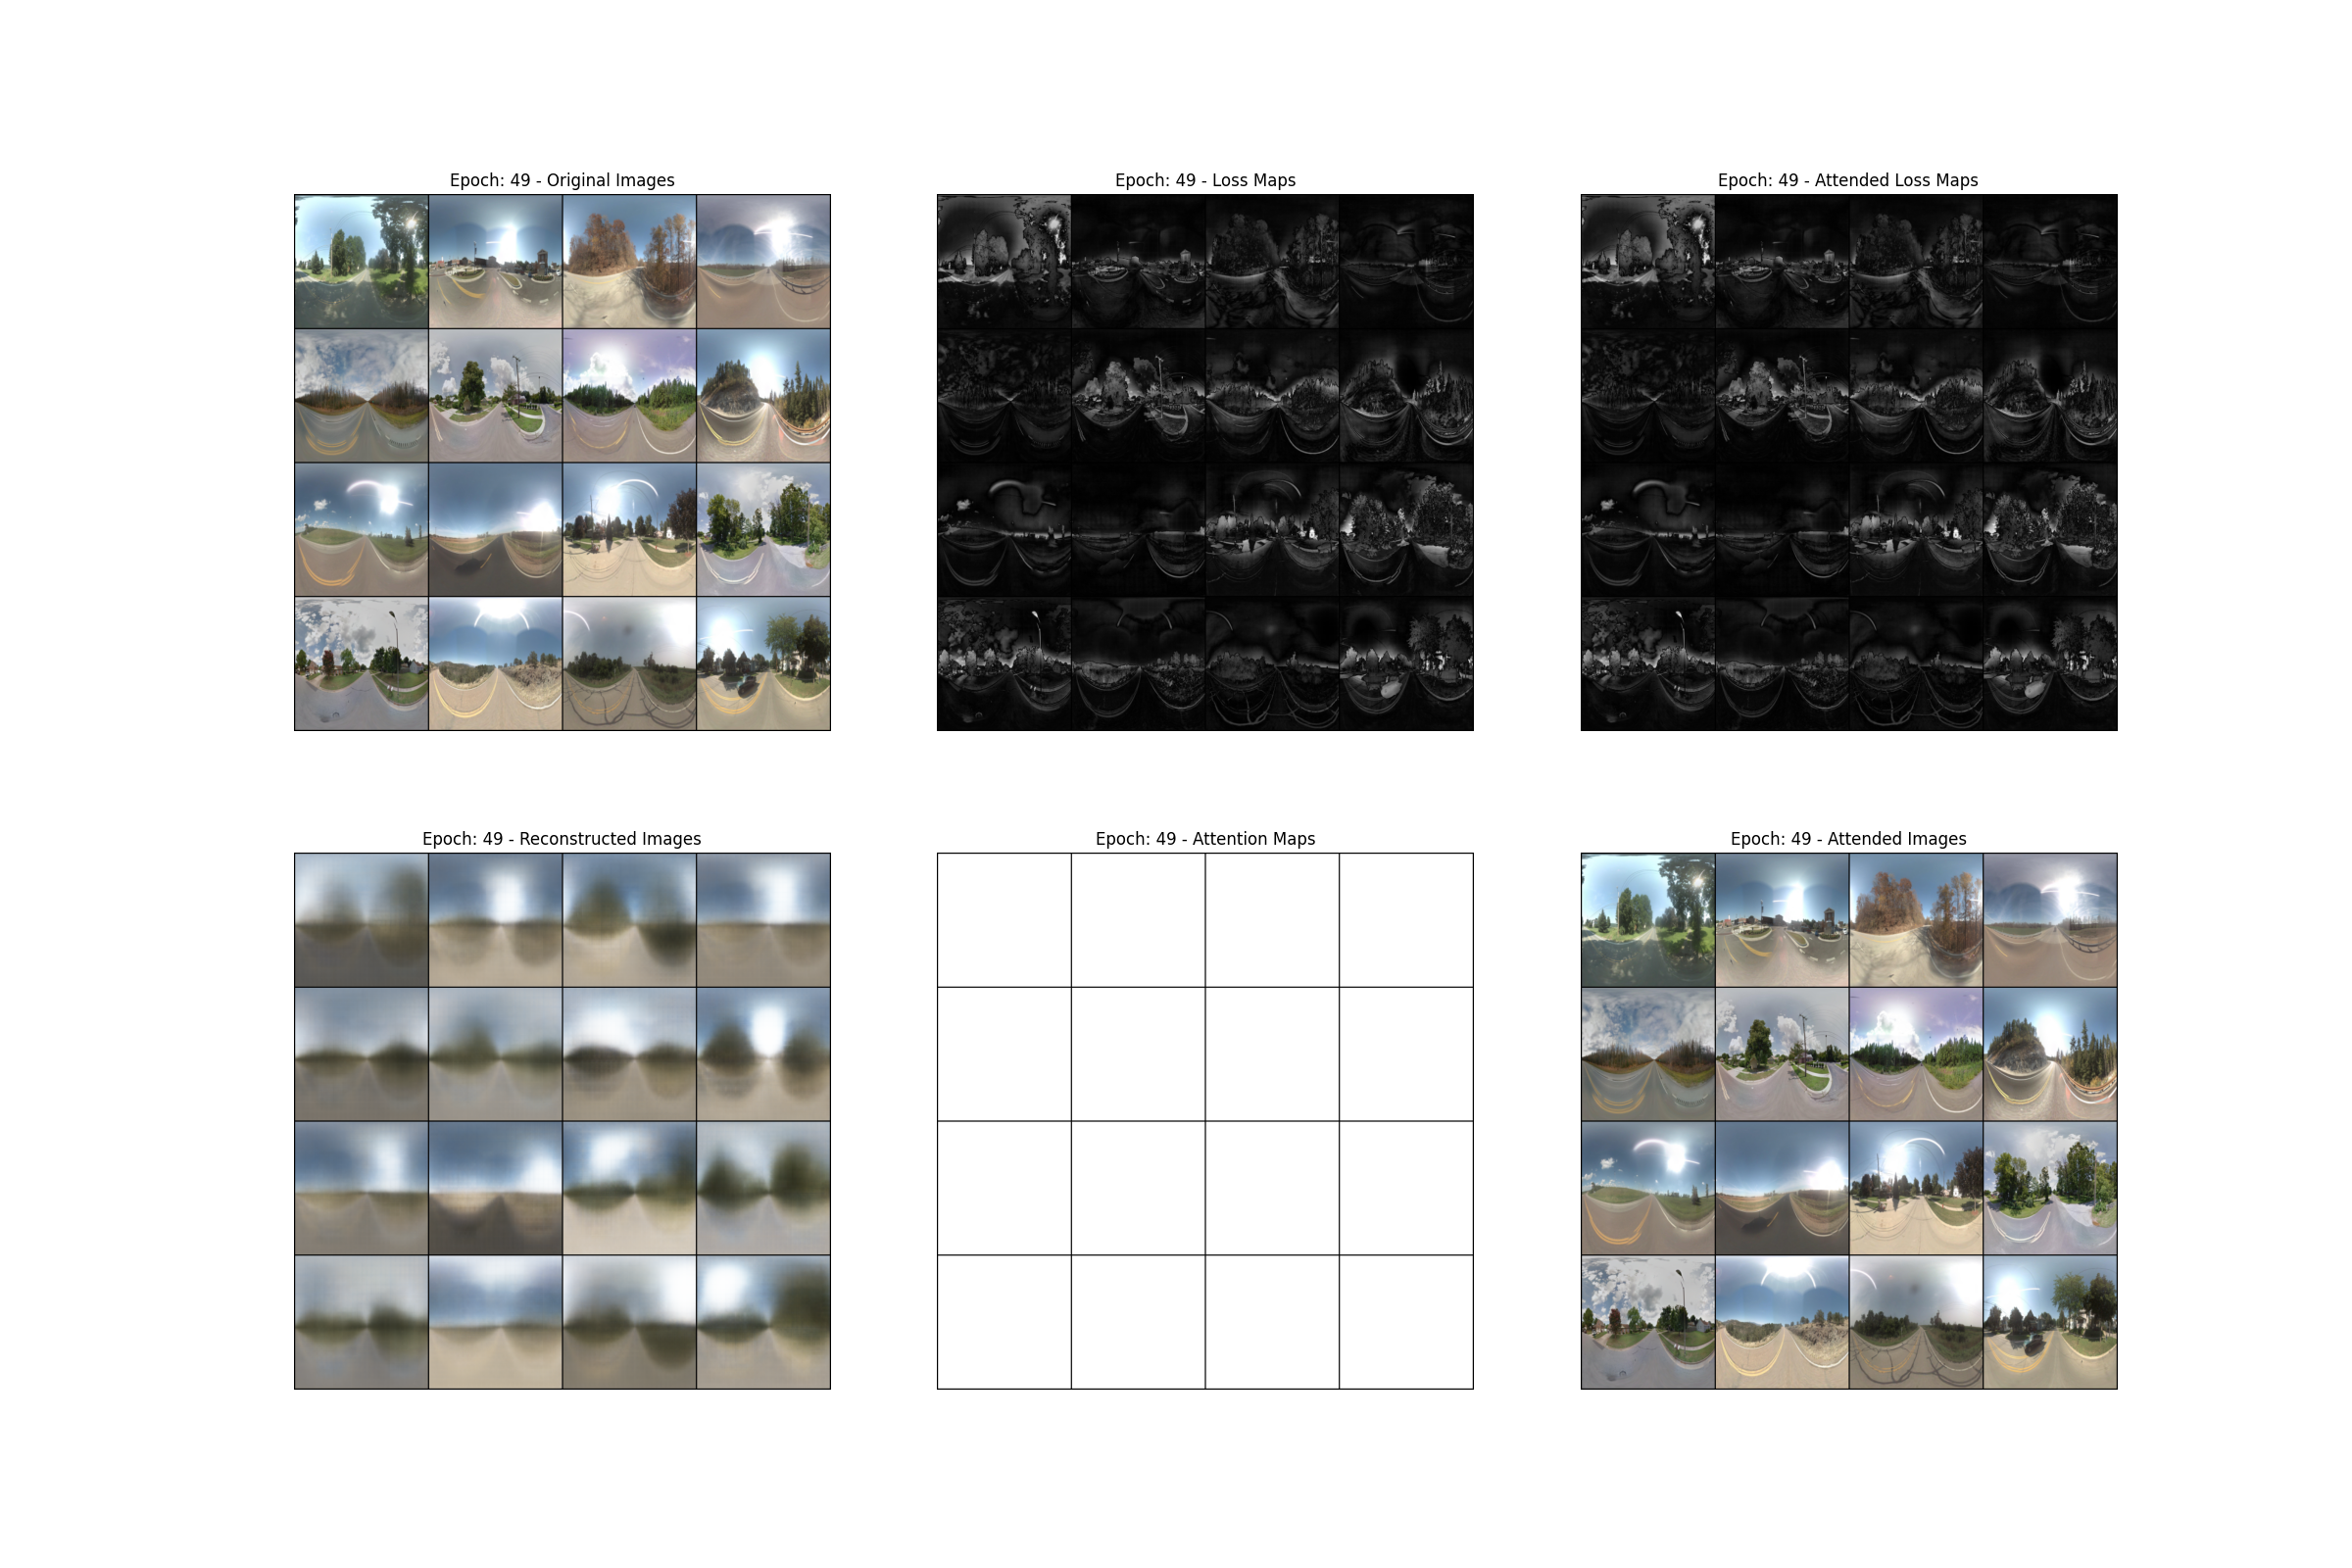 Epoch: 49 - Original Images
Epoch: 49 - Loss Maps
Epoch: 49 - Attended Loss Maps
Epoch: 49 - Reconstructed Images
Epoch: 49 - Attention Maps
Epoch: 49 - Attended Images